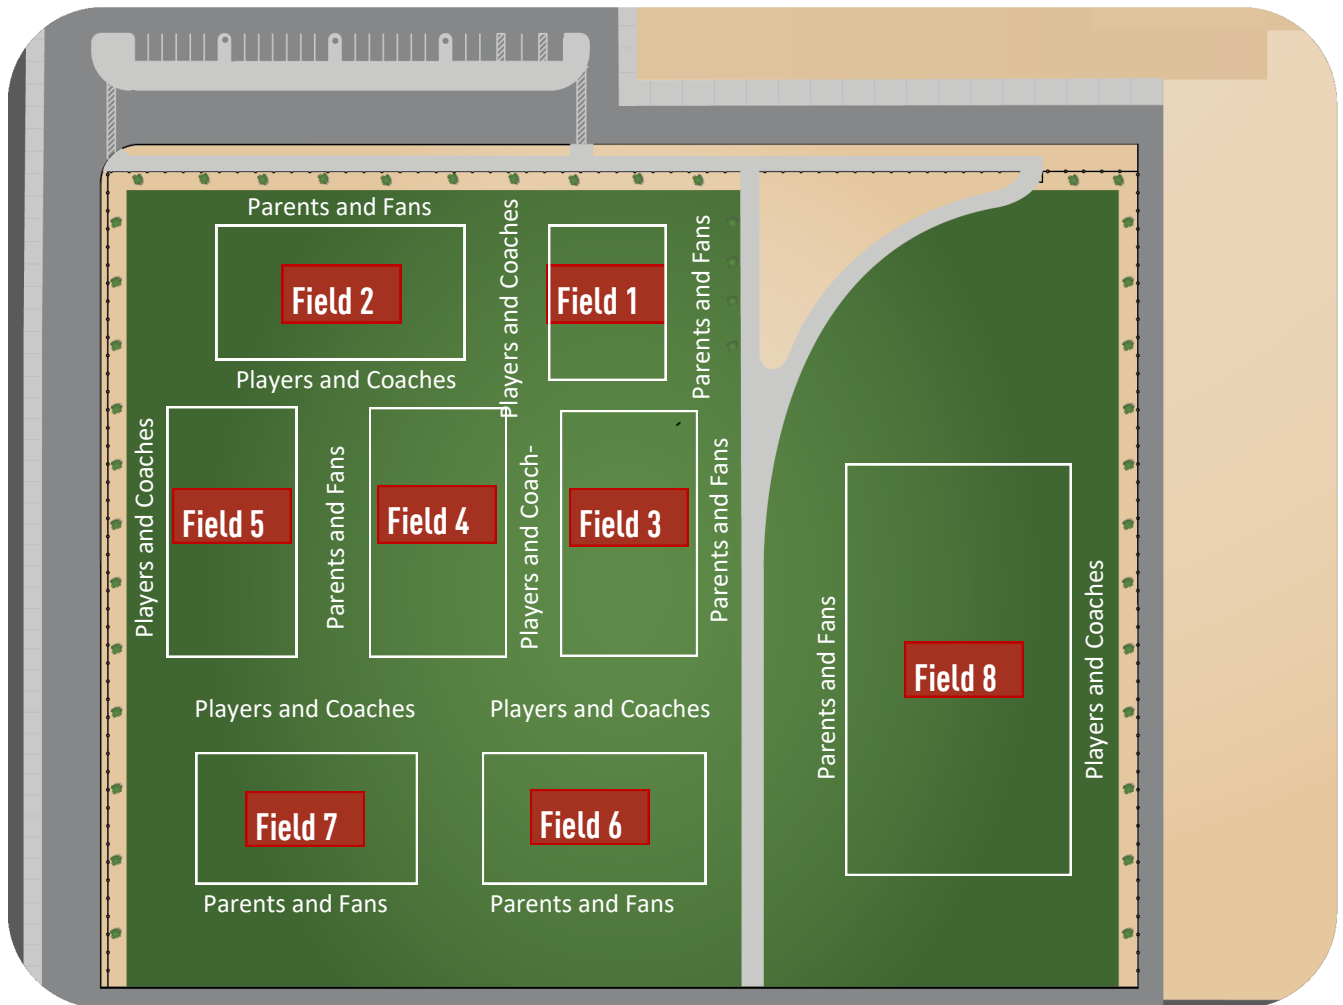 Parents and Fans
Players and Coaches
Parents and Fans
Field 2
Field 1
Players and Coaches
Players and Coaches
Parents and Fans
Players and Coach-
Parents and Fans
Field 5
Field 4
Field 3
Parents and Fans
Players and Coaches
Field 8
Players and Coaches
Players and Coaches
Field 7
Field 6
Parents and Fans
Parents and Fans